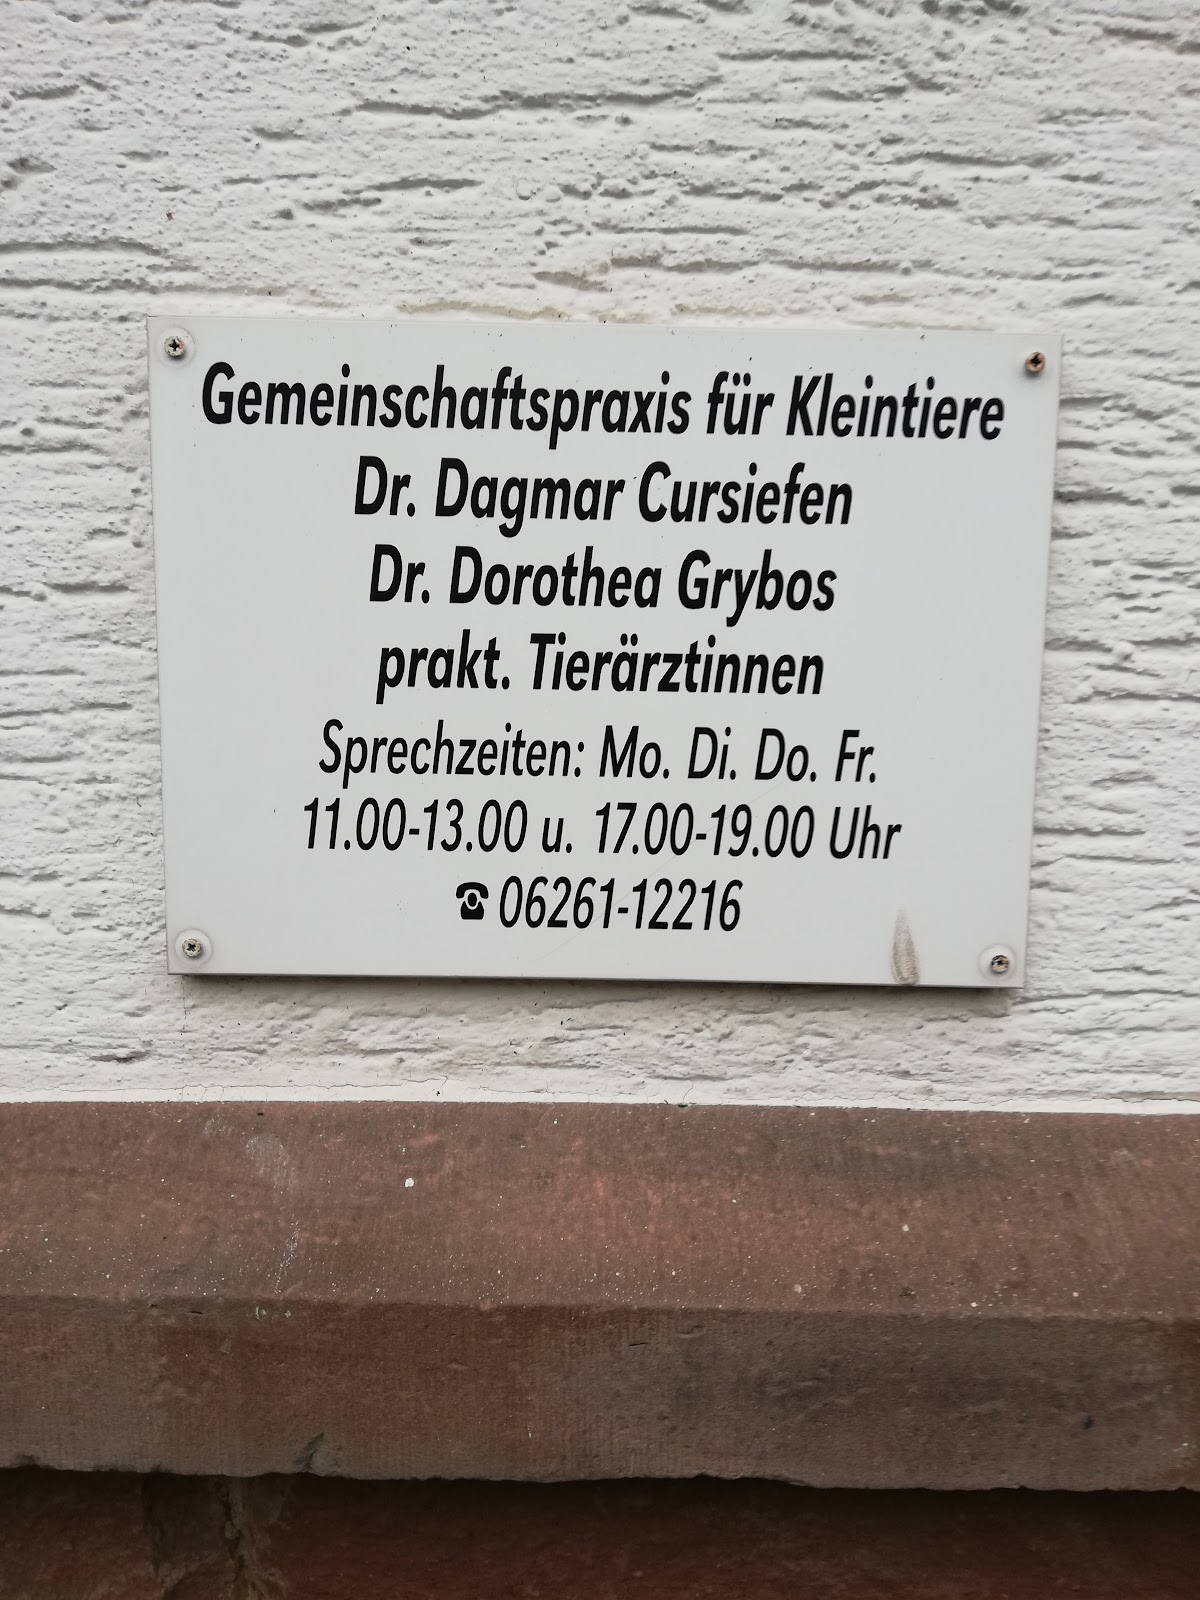 Gemeinschaftspraxis für Kleintiere
Dr. Dagmar Cursiefen
Dr. Dorothea Grybos
prakt. Tierärztinnen
Sprechzeiten: Mo. Di. Do. Fr.
11.00-13.00 u. 17.00-19.00 Uhr
☎ 06261-12216